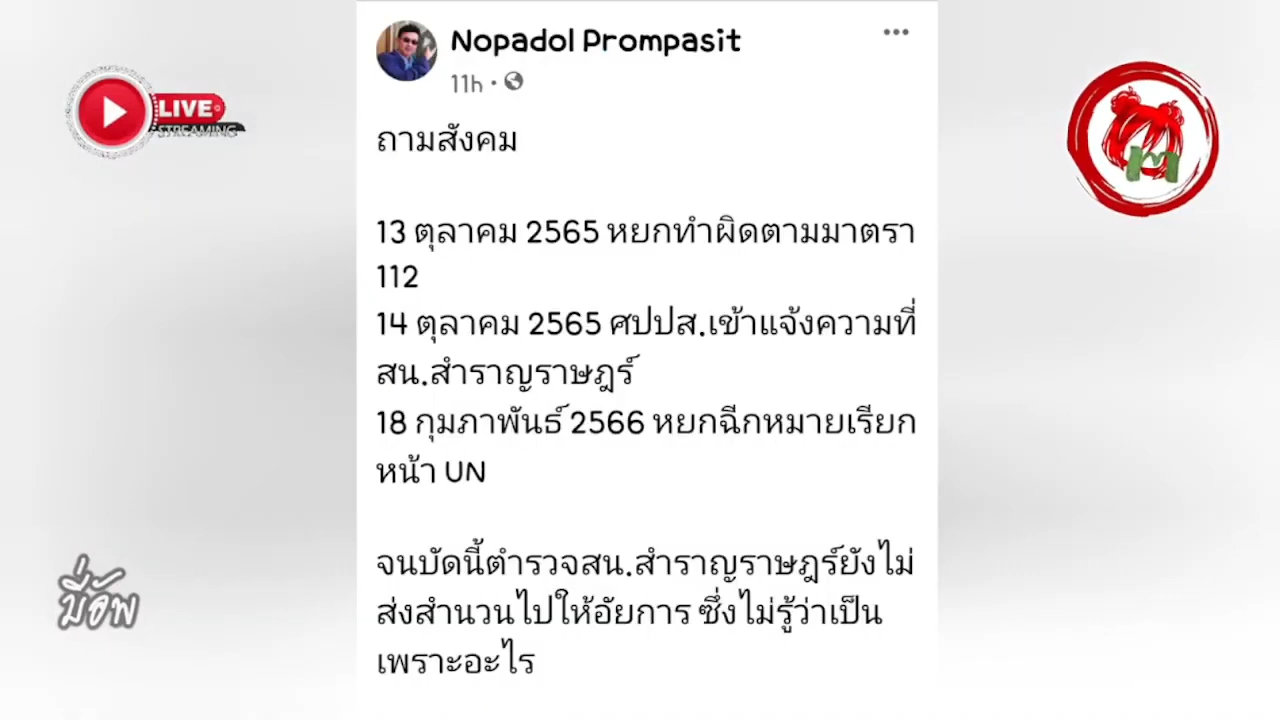 Nopadol Prompasit
11h
LIVE
STREAMING
ถามสังคม
13 ตุลาคม 2565 หยกทำผิดตามมาตรา
112
14 ตุลาคม 2565 ศปปส.เข้าแจ้งความที่
สน.สำราญราษฎร์
18 กุมภาพันธ์ 2566 หยกฉีกหมายเรียก
หน้า UN
จนบัดนี้ตำรวจสน.สำราญราษฎร์ยังไม่
ส่งสำนวนไปให้อัยการ ซึ่งไม่รู้ว่าเป็น
เพราะอะไร